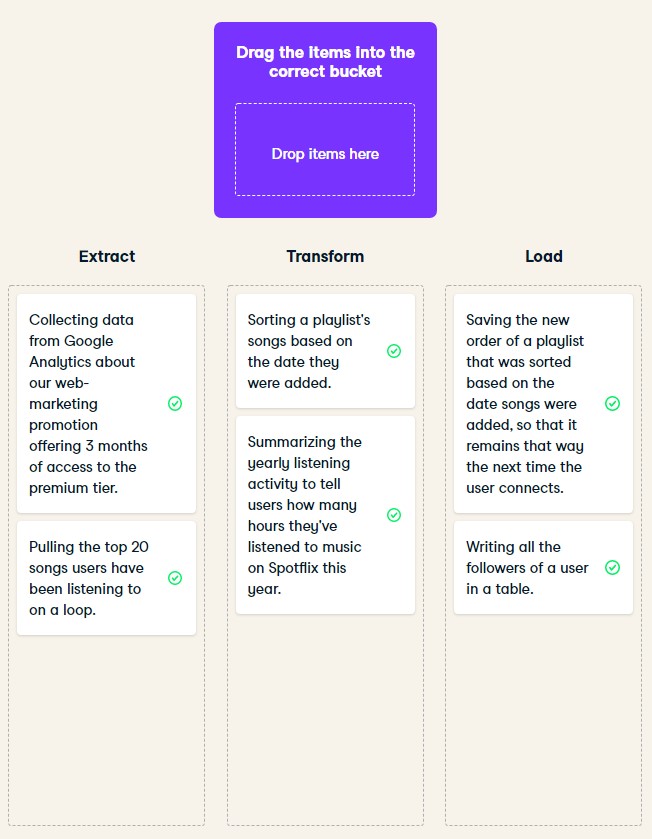 Drag the items into the
correct bucket
Drop items here
Extract
Collecting data
from Google
Analytics about
our web-
marketing
promotion
offering 3 months
of access to the
premium tier.
Pulling the top 20
songs users have
been listening to
on a loop.
Transform
Sorting a playlist's
songs based on
the date they
were added.
Summarizing the
yearly listening
activity to tell
users how many
hours they've
listened to music
on Spotflix this
year.
Load
Saving the new
order of a playlist
that was sorted
based on the
date songs were
added, so that it
remains that way
the next time the
user connects.
Writing all the
followers of a user
in a table.